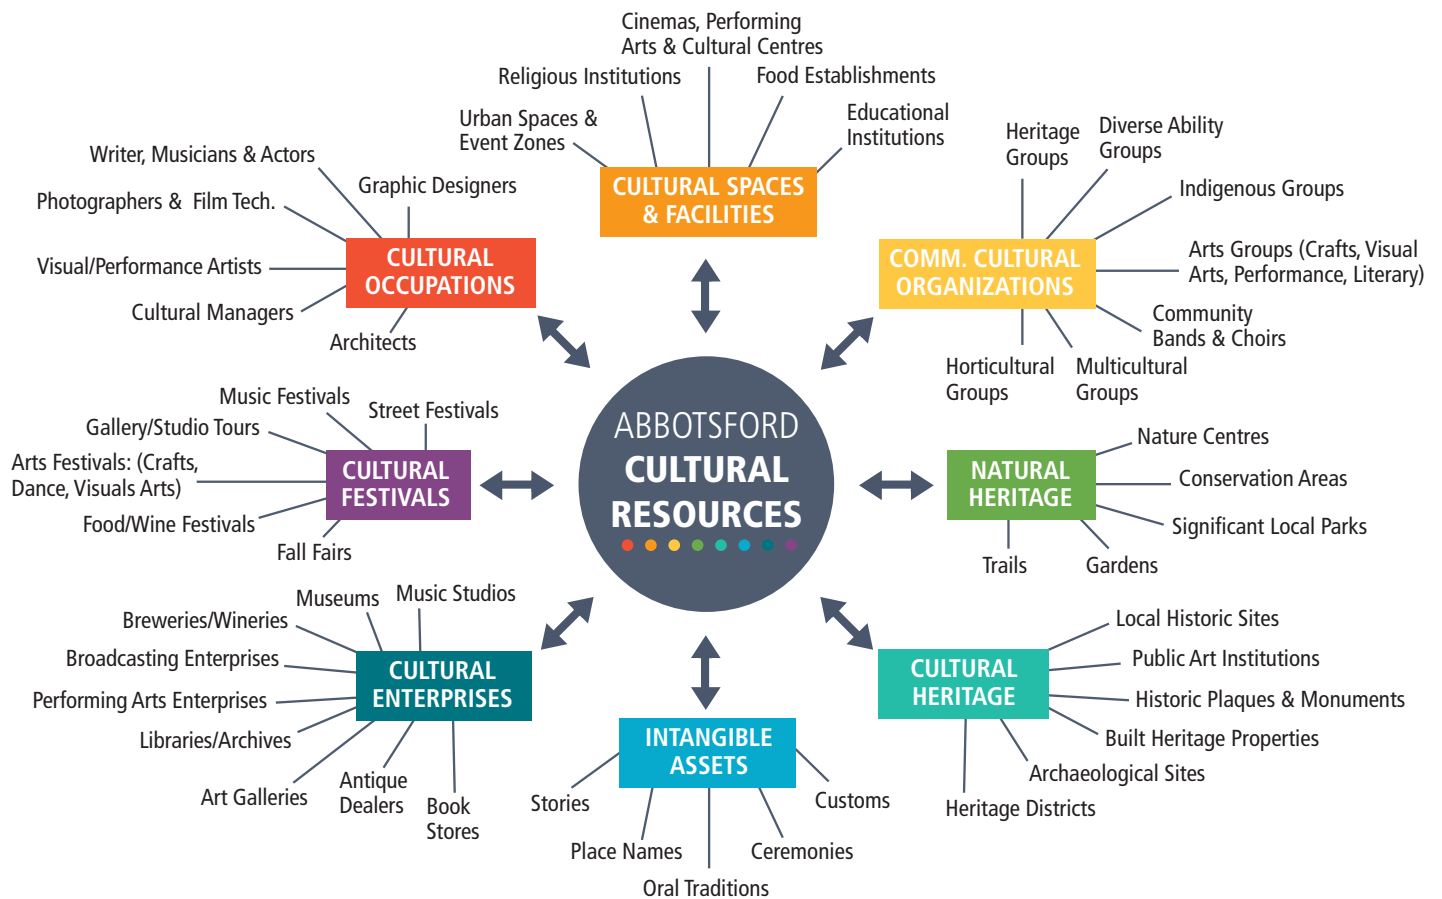 Cinemas, Performing
Arts & Cultural Centres
Religious Institutions
Food Establishments
Urban Spaces &
Event Zones
Educational
Institutions
CULTURAL SPACES
& FACILITIES
Writer, Musicians & Actors
Graphic Designers
Photographers & Film Tech.
Visual/Performance Artists
Cultural Managers
Architects
CULTURAL
OCCUPATIONS
Heritage
Groups
Diverse Ability
Groups
Indigenous Groups
Arts Groups (Crafts, Visual
Arts, Performance, Literary)
Community
Bands & Choirs
Horticultural
Groups
Multicultural
Groups
COMM. CULTURAL
ORGANIZATIONS
Music Festivals
Street Festivals
Gallery/Studio Tours
Arts Festivals: (Crafts,
Dance, Visuals Arts)
Food/Wine Festivals
Fall Fairs
CULTURAL
FESTIVALS
ABBOTSFORD
CULTURAL
RESOURCES
NATURAL
HERITAGE
Nature Centres
Conservation Areas
Significant Local Parks
Trails
Gardens
Museums
Music Studios
Breweries/Wineries
Broadcasting Enterprises
Performing Arts Enterprises
Libraries/Archives
Art Galleries
Antique
Dealers
Book
Stores
CULTURAL
ENTERPRISES
INTANGIBLE
ASSETS
Stories
Place Names
Oral Traditions
Ceremonies
Customs
CULTURAL
HERITAGE
Local Historic Sites
Public Art Institutions
Historic Plaques & Monuments
Built Heritage Properties
Archaeological Sites
Heritage Districts